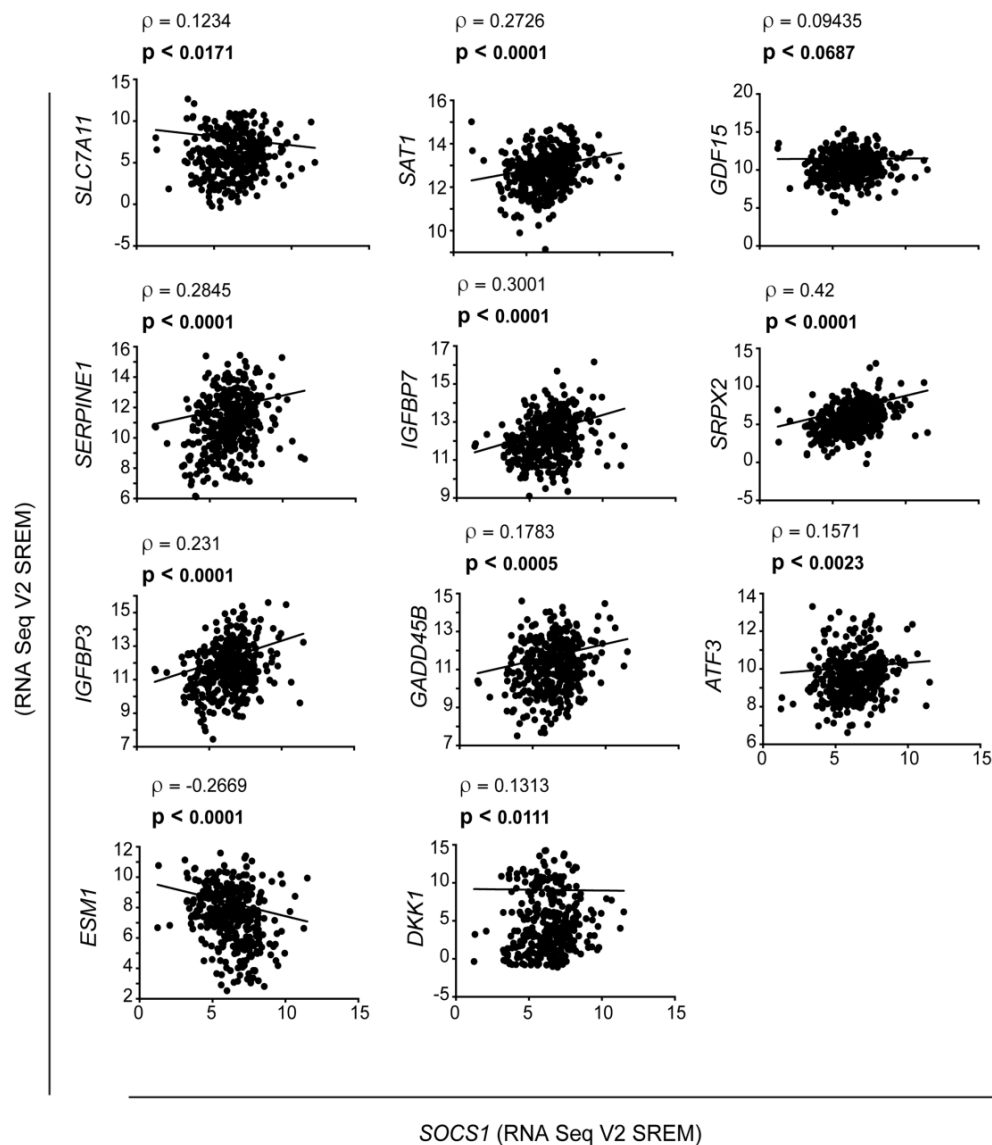 ρ = 0.1234
p < 0.0171
SLC7A11
15
10
5
0
-5
ρ = 0.2726
p < 0.0001
SAT1
16
14
13
12
10
ρ = 0.09435
p < 0.0687
GDF15
20
15
10
5
0
ρ = 0.2845
p < 0.0001
SERPINE1
16
14
12
10
8
6
ρ = 0.3001
p < 0.0001
IGFBP7
17
15
13
11
9
ρ = 0.42
p < 0.0001
SRPX2
15
10
5
0
-5
ρ = 0.231
p < 0.0001
IGFBP3
15
13
11
9
7
ρ = 0.1783
p < 0.0005
GADD45B
15
13
11
9
7
ρ = 0.1571
p < 0.0023
ATF3
14
12
10
8
6
0 5 10 15
ρ = -0.2669
p < 0.0001
ESM1
12
10
8
6
4
2
0 5 10 15
ρ = 0.1313
p < 0.0111
DKK1
15
10
5
0
-5
0 5 10 15
(RNA Seq V2 SREM)
SOCS1 (RNA Seq V2 SREM)